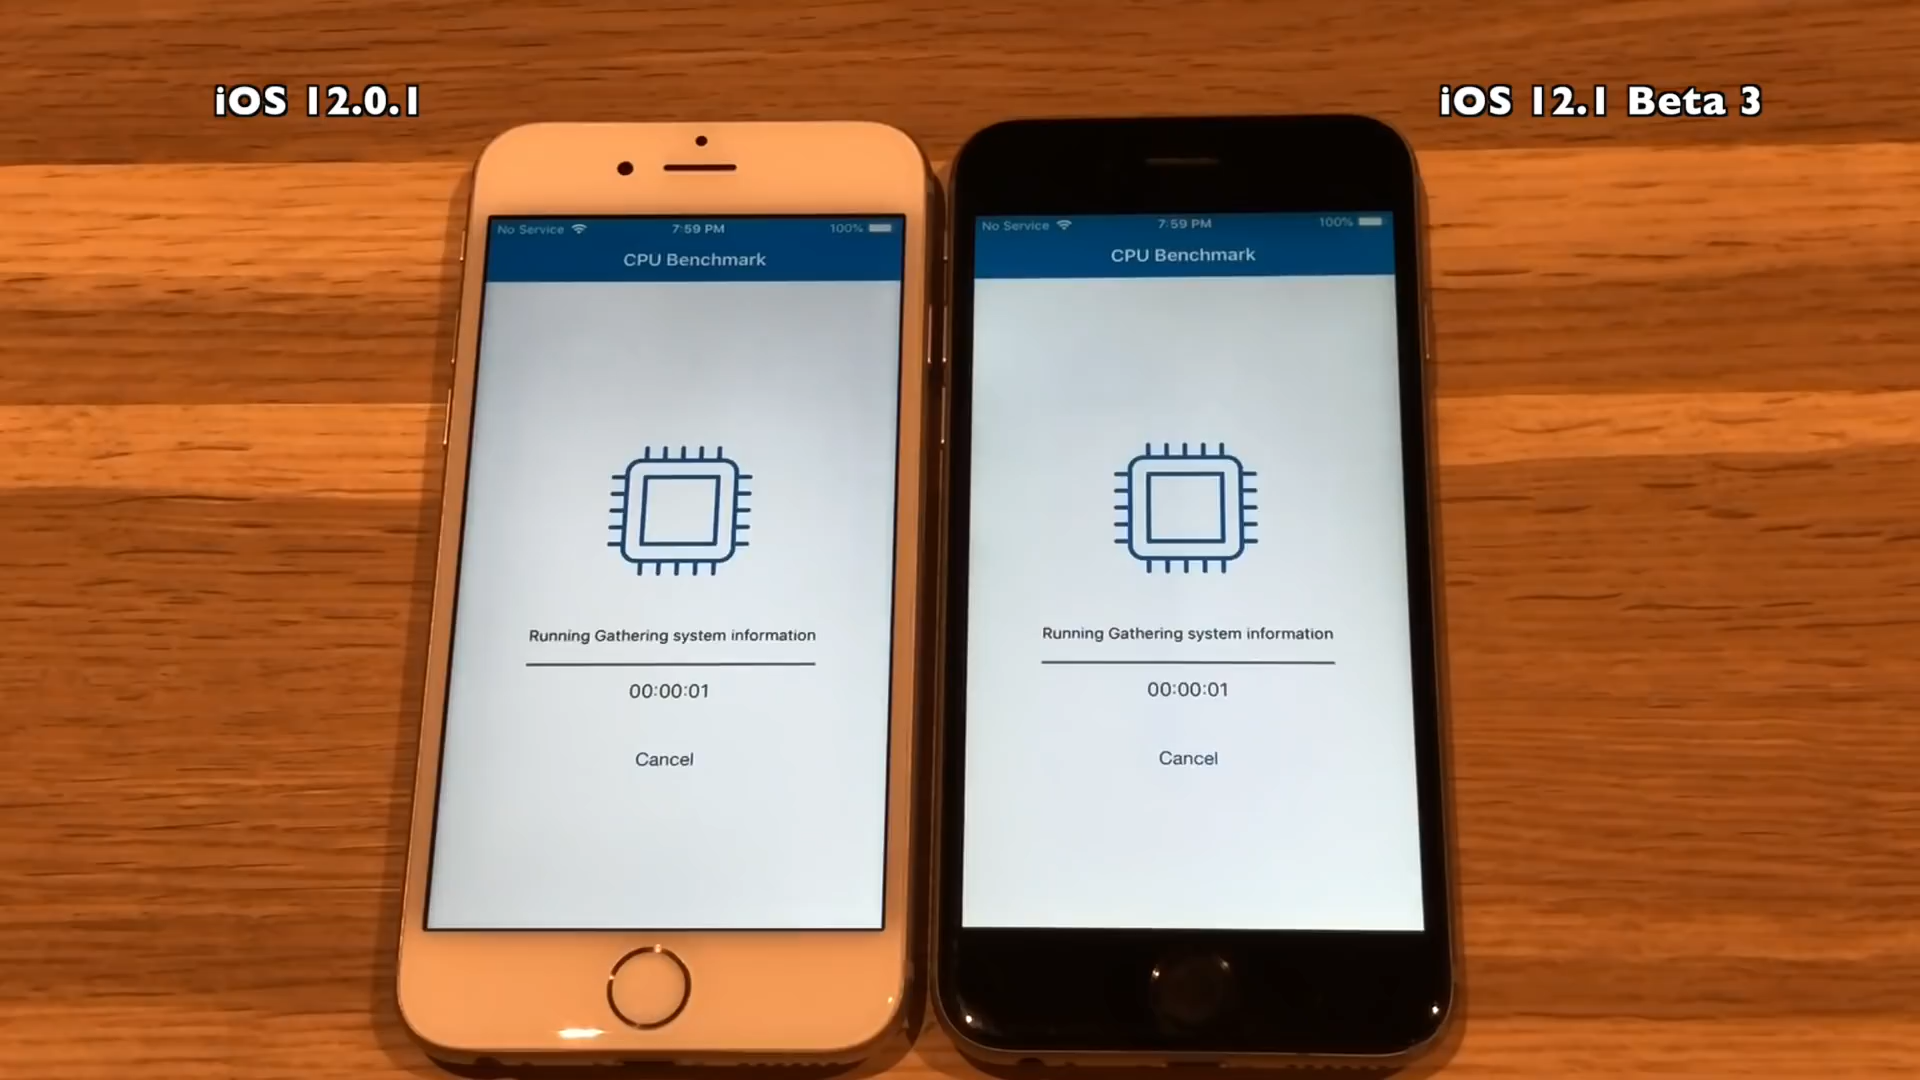 iOS 12.0.1
iOS 12.1 Beta 3
No Service 7:59 PM 100%
CPU Benchmark
Running Gathering system information
00:00:01
Cancel
No Service 7:59 PM 100%
CPU Benchmark
Running Gathering system information
00:00:01
Cancel